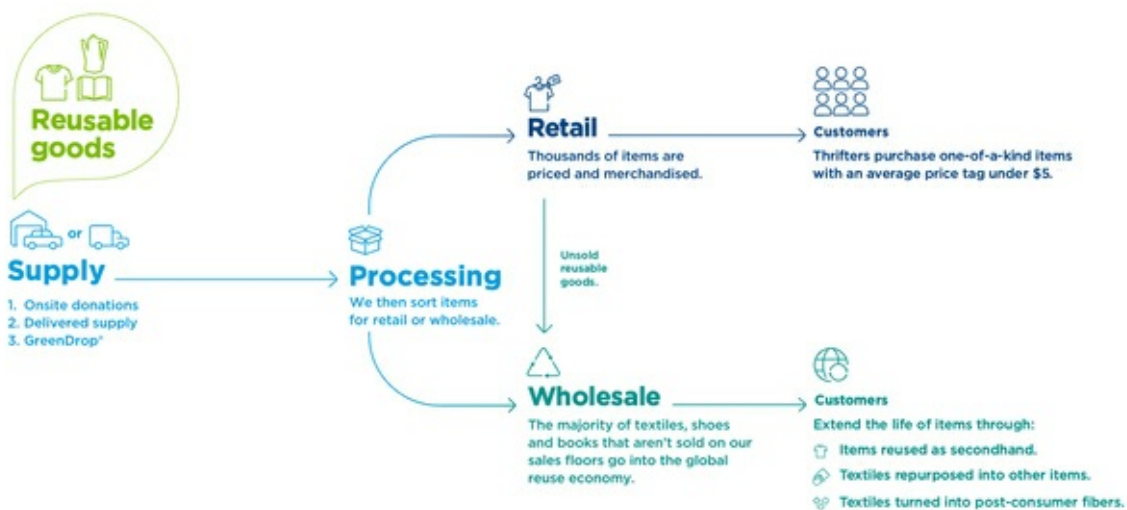 Reusable
goods
or
Supply
1. Onsite donations
2. Delivered supply
3. GreenDrop®
Processing
We then sort items
for retail or wholesale.
Retail
Thousands of items are
priced and merchandised.
Customers
Thrifters purchase one-of-a-kind items
with an average price tag under $5.
Unsold
reusable
goods.
Wholesale
The majority of textiles, shoes
and books that aren't sold on our
sales floors go into the global
reuse economy.
Customers
Extend the life of items through:
Items reused as secondhand.
Textiles repurposed into other items.
Textiles turned into post-consumer fibers.